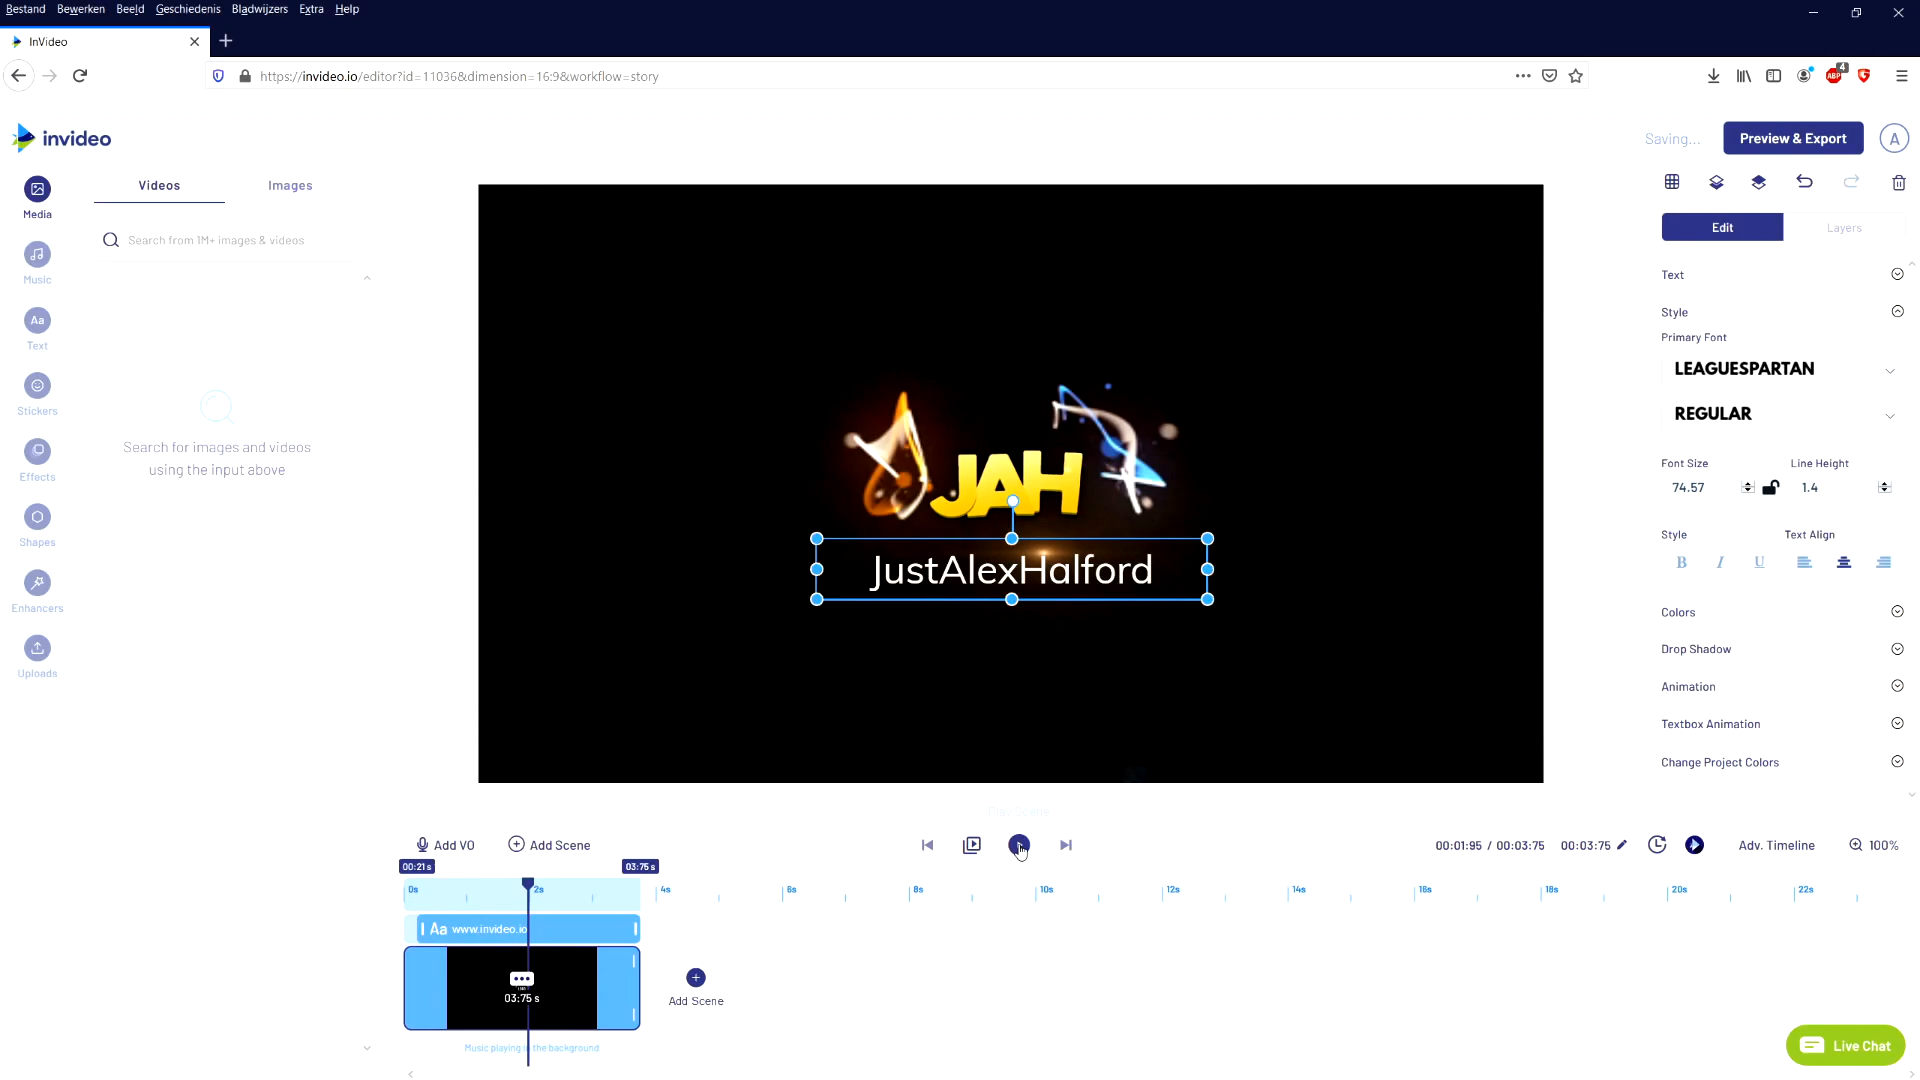 Bestand Bewerken Beeld Geschiedenis Bladwijzers Extra Help
InVideo
https://invideo.io/editor?id=11036&dimension=16:9&workflow=story
ABP 4
invideo
Saving...
Preview & Export
A
Videos
Images
Media
Search from 1M+ images & videos
Music
Aa
Text
Stickers
Search for images and videos
using the input above
Effects
Shapes
Enhancers
Uploads
JAH
JustAlexHalford
Edit
Layers
Text
Style
Primary Font
LEAGUESPARTAN
REGULAR
Font Size
Line Height
74.57
1.4
Style
Text Align
B I U
Colors
Drop Shadow
Animation
Textbox Animation
Change Project Colors
Play Scene
Add VO
Add Scene
00:01:95 / 00:03:75
00:03:75
Adv. Timeline
100%
00:21 s
03:75 s
0s 2s 4s 6s 8s 10s 12s 14s 16s 18s 20s 22s
Aa www.invideo.io
03:75 s
Add Scene
Music playing in the background
Live Chat